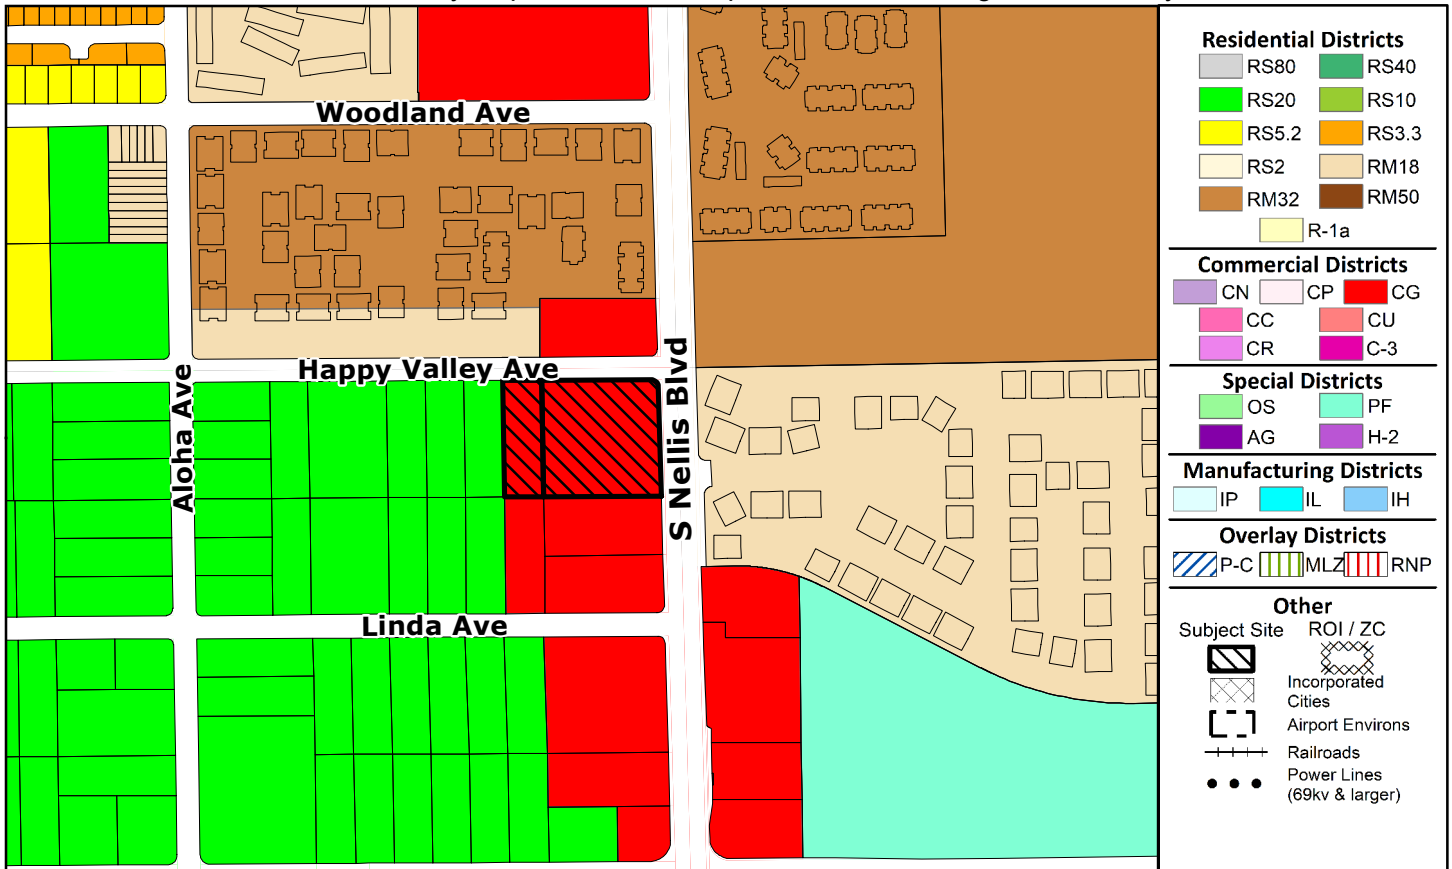 Woodland Ave
Happy Valley Ave
Aloha Ave
S Nellis Blvd
Linda Ave
Residential Districts
RS80 RS40
RS20 RS10
RS5.2 RS3.3
RS2 RM18
RM32 RM50
R-1a
Commercial Districts
CN CP CG
CC CU
CR C-3
Special Districts
OS PF
AG H-2
Manufacturing Districts
IP IL IH
Overlay Districts
P-C MLZ RNP
Other
Subject Site ROI / ZC
Incorporated
Cities
Airport Environs
Railroads
Power Lines
(69kv & larger)